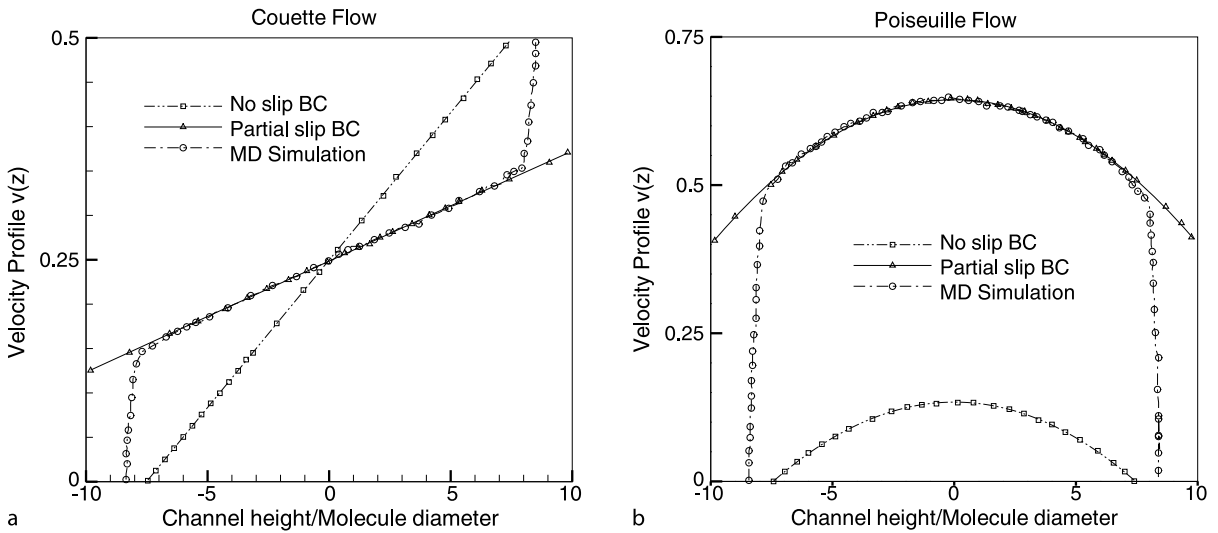 Couette Flow
0.5
0.25
0
Velocity Profile v(z)
No slip BC
Partial slip BC
MD Simulation
-10
-5
0
5
10
Channel height/Molecule diameter
a
Poiseuille Flow
0.75
0.5
0.25
0
Velocity Profile v(z)
No slip BC
Partial slip BC
MD Simulation
-10
-5
0
5
10
Channel height/Molecule diameter
b